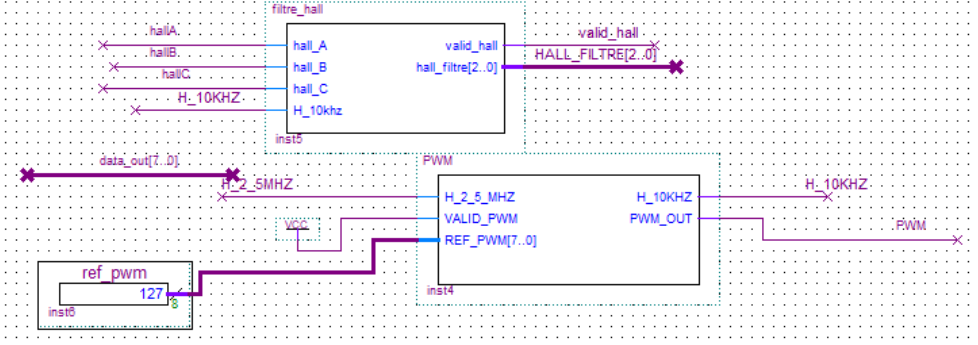 filtre_hall
hallA
hall_A
valid_hall
valid_hall
hallB
hall_B
hall_filtre[2..0]
HALL_FILTRE[2..0]
hallC
hall_C
H_10KHZ
H_10khz
inst5
data_out[7..0]
PWM
H_2_5MHZ
H_2_5_MHZ
H_10KHZ
H_10KHZ
VCC
VALID_PWM
PWM_OUT
PWM
REF_PWM[7..0]
ref_pwm
127
8
inst6
inst4